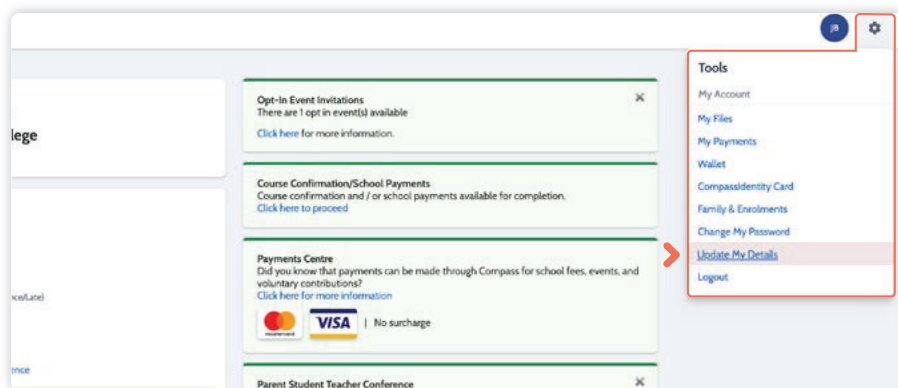 JB
Tools
My Account
My Files
My Payments
Wallet
CompassIdentity Card
Family & Enrolments
Change My Password
Update My Details
Logout
lege
nce/Late)
ence
Opt-In Event Invitations
There are 1 opt in event(s) available
Click here for more information.
Course Confirmation/School Payments
Course confirmation and / or school payments available for completion.
Click here to proceed
Payments Centre
Did you know that payments can be made through Compass for school fees, events, and
voluntary contributions?
Click here for more information
mastercard VISA | No surcharge
Parent Student Teacher Conference